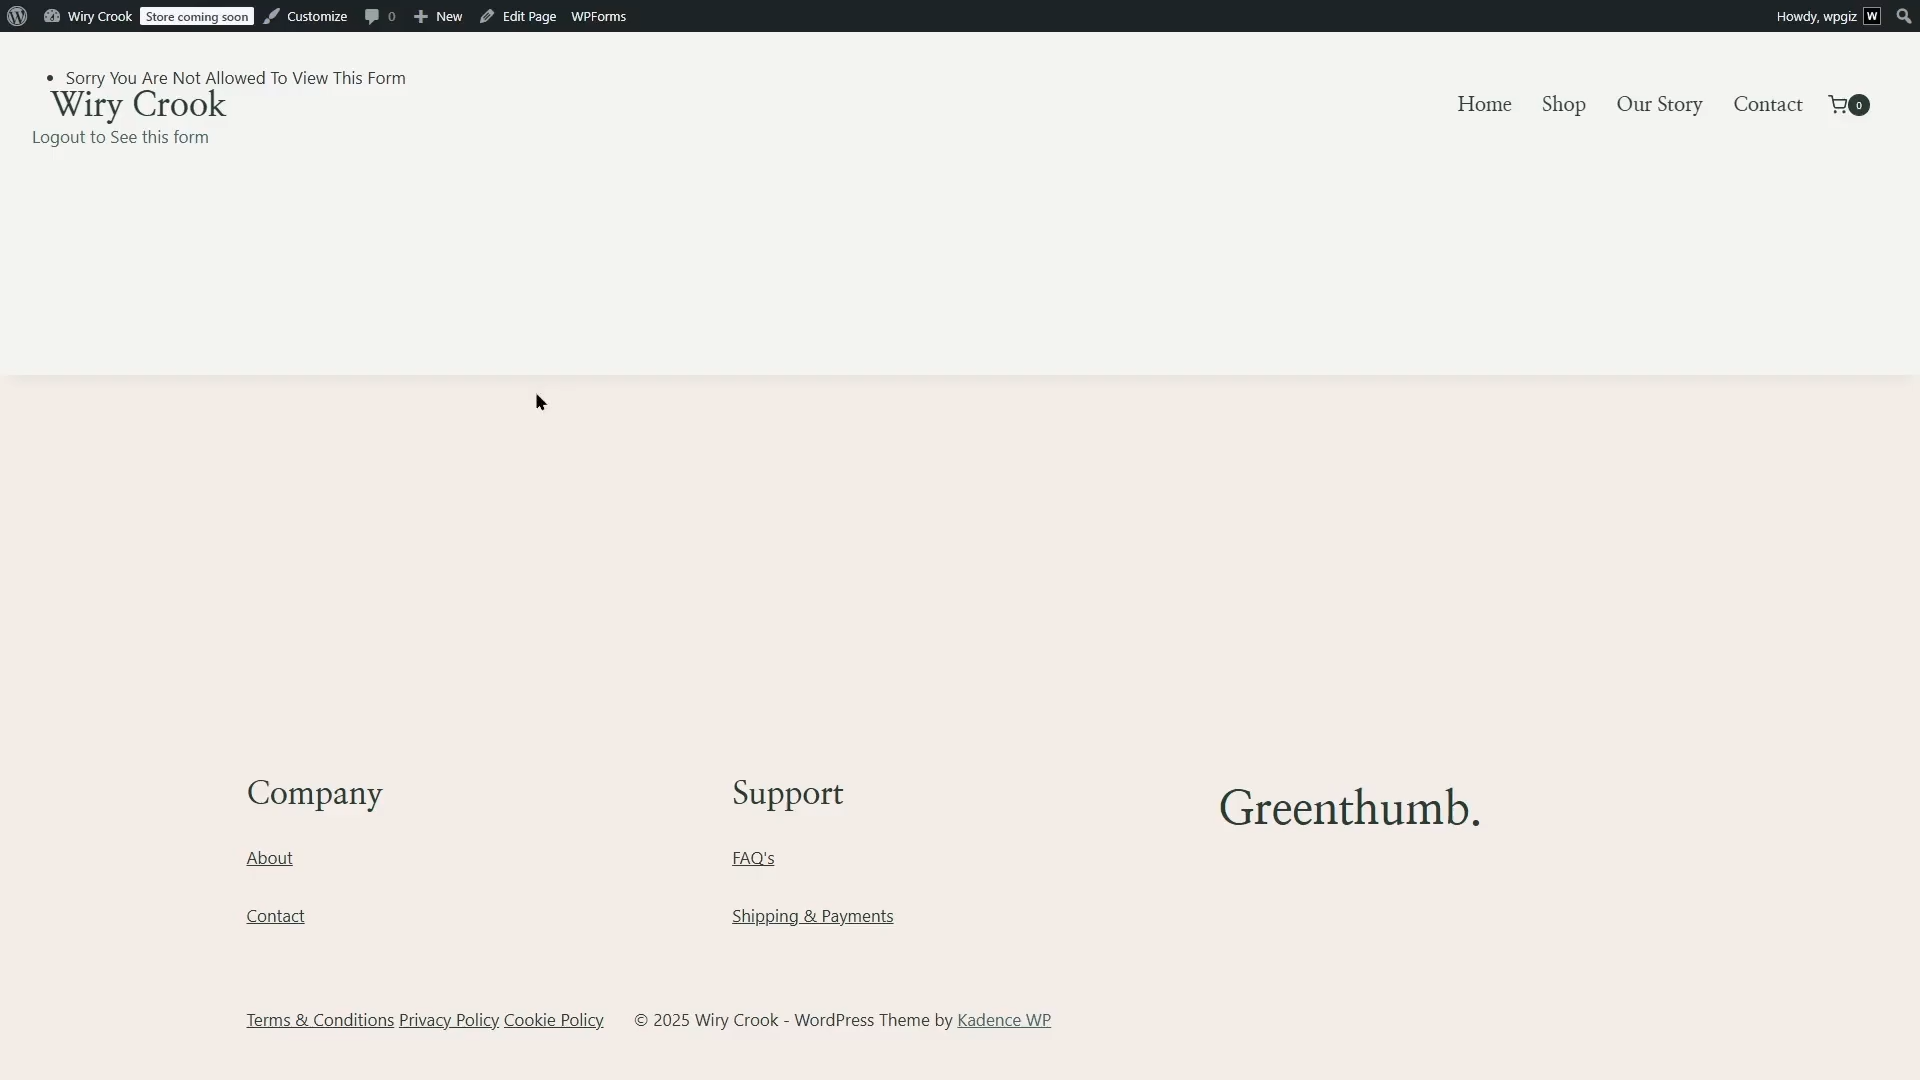 Wiry Crook Store coming soon Customize 0 New Edit Page WPForms Howdy, wpgiz W
Sorry You Are Not Allowed To View This Form
Wiry Crook Home Shop Our Story Contact 0
Logout to See this form
Company Support Greenthumb.
About FAQ's
Contact Shipping & Payments
Terms & Conditions Privacy Policy Cookie Policy © 2025 Wiry Crook - WordPress Theme by Kadence WP